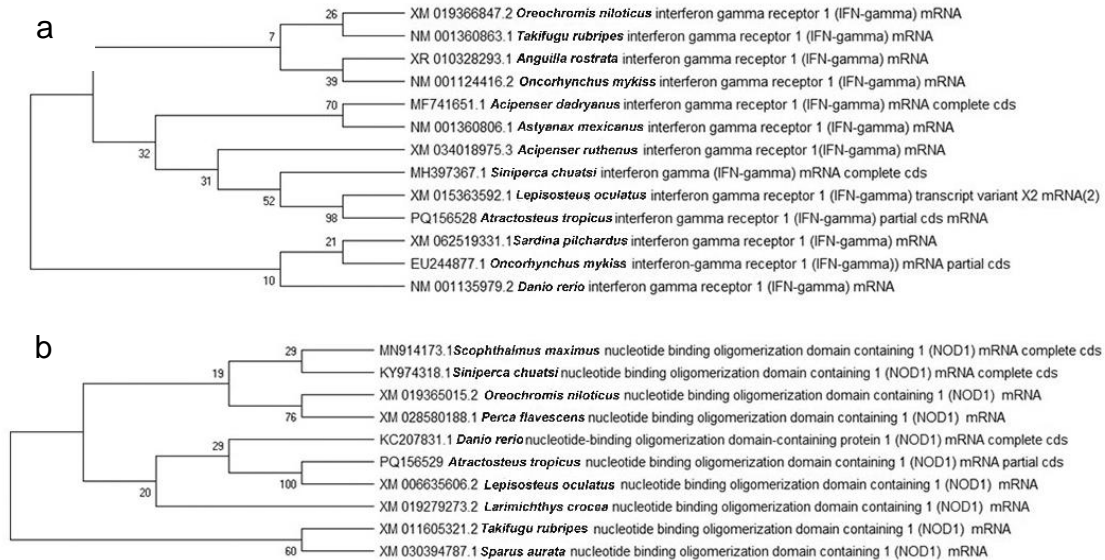 a
26 XM 019366847.2 Oreochromis niloticus interferon gamma receptor 1 (IFN-gamma) mRNA
7 NM 001360863.1 Takifugu rubripes interferon gamma receptor 1 (IFN-gamma) mRNA
XR 010328293.1 Anguilla rostrata interferon gamma receptor 1 (IFN-gamma) mRNA
39 NM 001124416.2 Oncorhynchus mykiss interferon gamma receptor 1 (IFN-gamma) mRNA
70 MF741651.1 Acipenser dadryanus interferon gamma receptor 1 (IFN-gamma) mRNA complete cds
NM 001360806.1 Astyanax mexicanus interferon gamma receptor 1 (IFN-gamma) mRNA
32 XM 034018975.3 Acipenser ruthenus interferon gamma receptor 1(IFN-gamma) mRNA
31 MH397367.1 Siniperca chuatsi interferon gamma (IFN-gamma) mRNA complete cds
52 XM 015363592.1 Lepisosteus oculatus interferon gamma receptor 1 (IFN-gamma) transcript variant X2 mRNA(2)
98 PQ156528 Atractosteus tropicus interferon gamma receptor 1 (IFN-gamma) partial cds mRNA
21 XM 062519331.1 Sardina pilchardus interferon gamma receptor 1 (IFN-gamma) mRNA
EU244877.1 Oncorhynchus mykiss interferon-gamma receptor 1 (IFN-gamma)) mRNA partial cds
10 NM 001135979.2 Danio rerio interferon gamma receptor 1 (IFN-gamma) mRNA
b
29 MN914173.1 Scophthalmus maximus nucleotide binding oligomerization domain containing 1 (NOD1) mRNA complete cds
19 KY974318.1 Siniperca chuatsi nucleotide binding oligomerization domain containing 1 (NOD1) mRNA complete cds
XM 019365015.2 Oreochromis niloticus nucleotide binding oligomerization domain containing 1 (NOD1) mRNA
76 XM 028580188.1 Perca flavescens nucleotide binding oligomerization domain containing 1 (NOD1) mRNA
29 KC207831.1 Danio rerio nucleotide-binding oligomerization domain-containing protein 1 (NOD1) mRNA complete cds
PQ156529 Atractosteus tropicus nucleotide binding oligomerization domain containing 1 (NOD1) mRNA partial cds
100 XM 006635606.2 Lepisosteus oculatus nucleotide binding oligomerization domain containing 1 (NOD1) mRNA
20 XM 019279273.2 Larimichthys crocea nucleotide binding oligomerization domain containing 1 (NOD1) mRNA
XM 011605321.2 Takifugu rubripes nucleotide binding oligomerization domain containing 1 (NOD1) mRNA
60 XM 030394787.1 Sparus aurata nucleotide binding oligomerization domain containing 1 (NOD1) mRNA